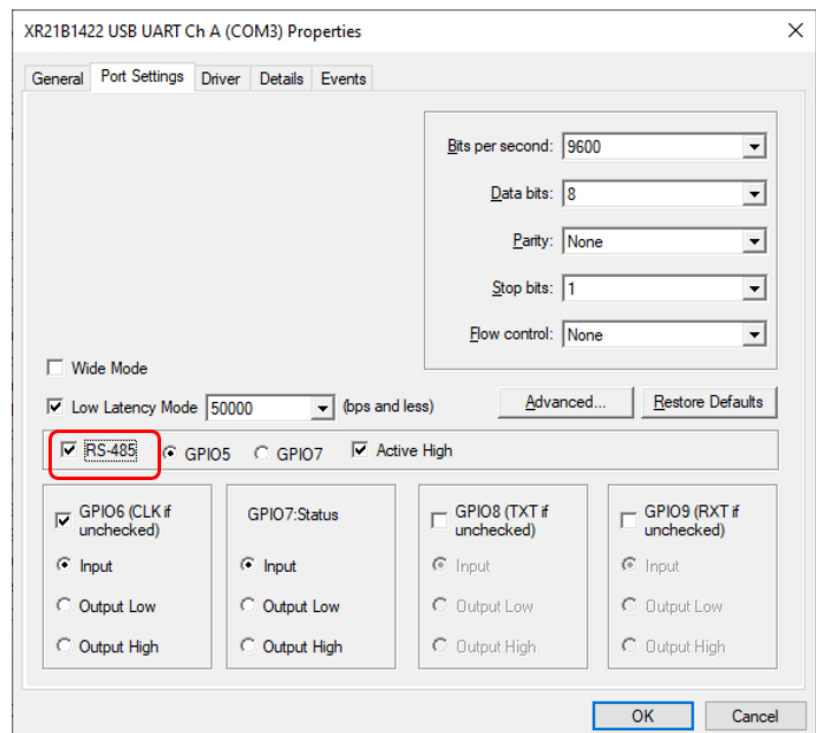 XR21B1422 USB UART Ch A (COM3) Properties
General Port Settings Driver Details Events
Bits per second: 9600
Data bits: 8
Parity: None
Stop bits: 1
Flow control: None
Wide Mode
Low Latency Mode 50000 (bps and less) Advanced... Restore Defaults
RS-485 GPIO5 GPIO7 Active High
GPIO6 (CLK if
unchecked)
Input
Output Low
Output High
GPIO7:Status
Input
Output Low
Output High
GPIO8 (TXT if
unchecked)
Input
Output Low
Output High
GPIO9 (RXT if
unchecked)
Input
Output Low
Output High
OK Cancel